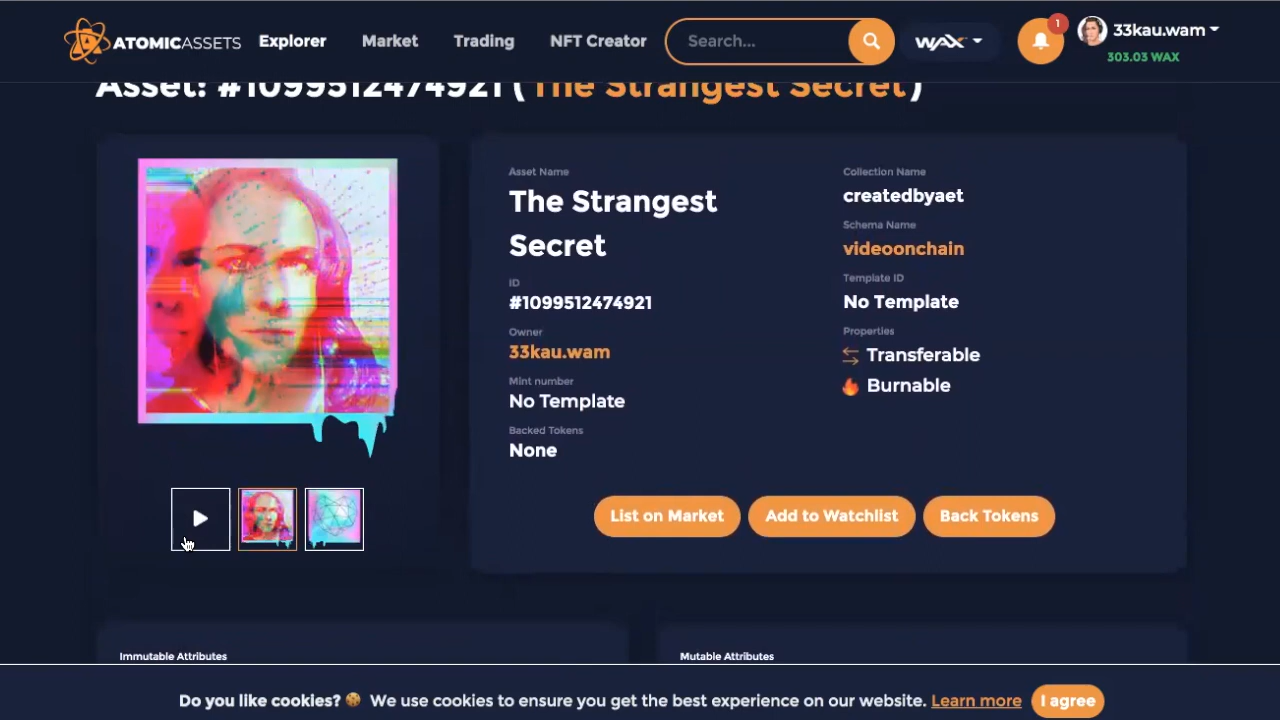 ATOMICASSETS Explorer Market Trading NFT Creator Search... WAX 1 33kau.wam
303.03 WAX
Asset: #1099512474921 (The Strangest Secret)
Asset Name
The Strangest
Secret
ID
#1099512474921
Owner
33kau.wam
Mint number
No Template
Backed Tokens
None
Collection Name
createdbyaet
Schema Name
videoonchain
Template ID
No Template
Properties
Transferable
Burnable
List on Market Add to Watchlist Back Tokens
Immutable Attributes
Mutable Attributes
Do you like cookies? 🍪 We use cookies to ensure you get the best experience on our website. Learn more I agree